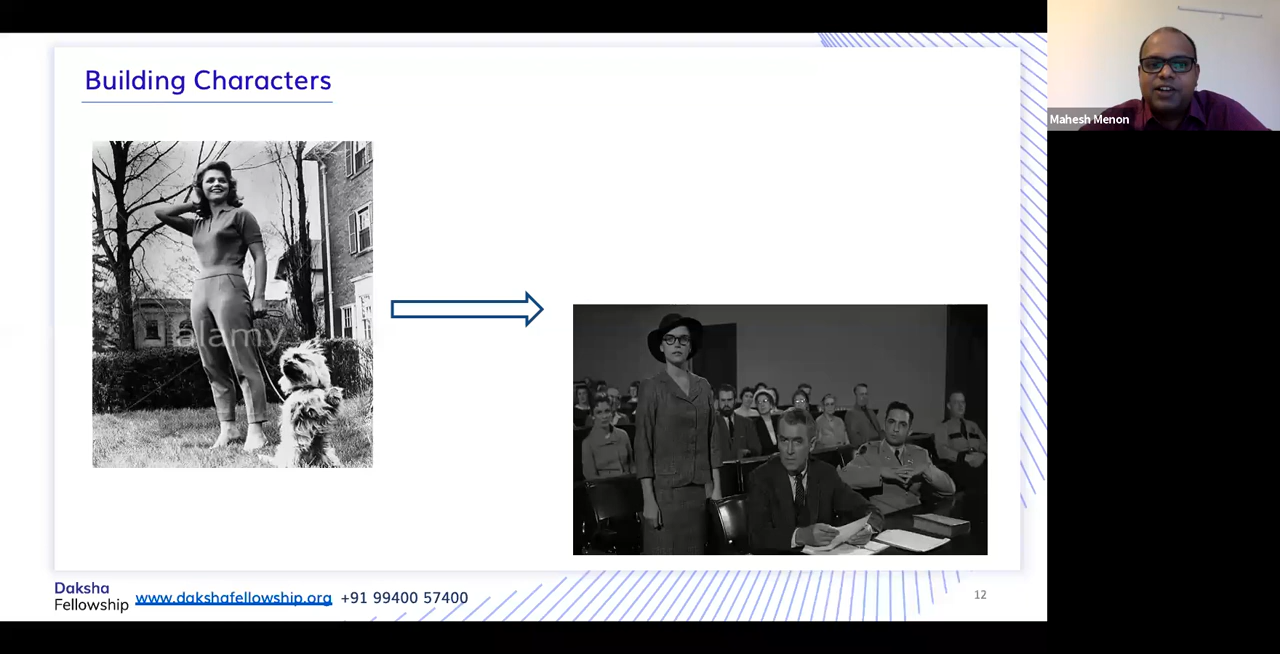 Building Characters
Mahesh Menon
alamy
Daksha
Fellowship
www.dakshafellowship.org +91 99400 57400
12